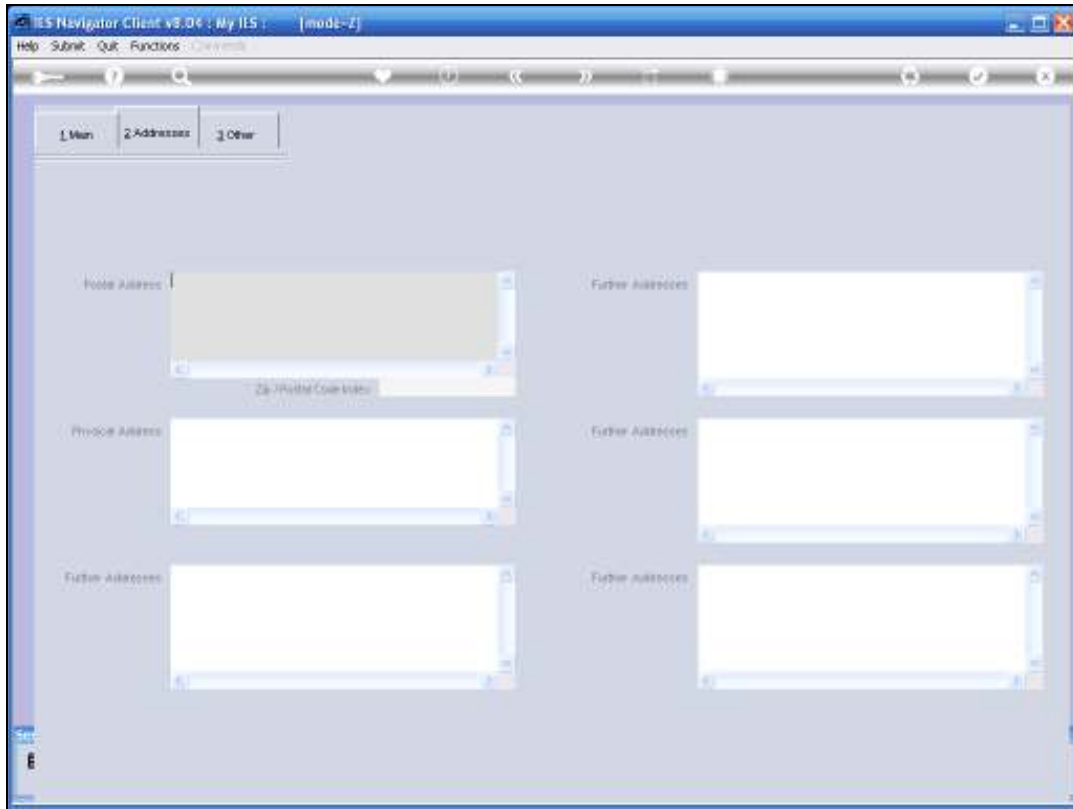 IES Navigator Client v8.04 : My IES : [mode-Z]
Help Submit Quit Functions Commands
1 Main 2 Addresses 3 Other
Postal Address
Further Addresses
Zip / Postal Code Index
Physical Address
Further Addresses
Further Addresses
Further Addresses